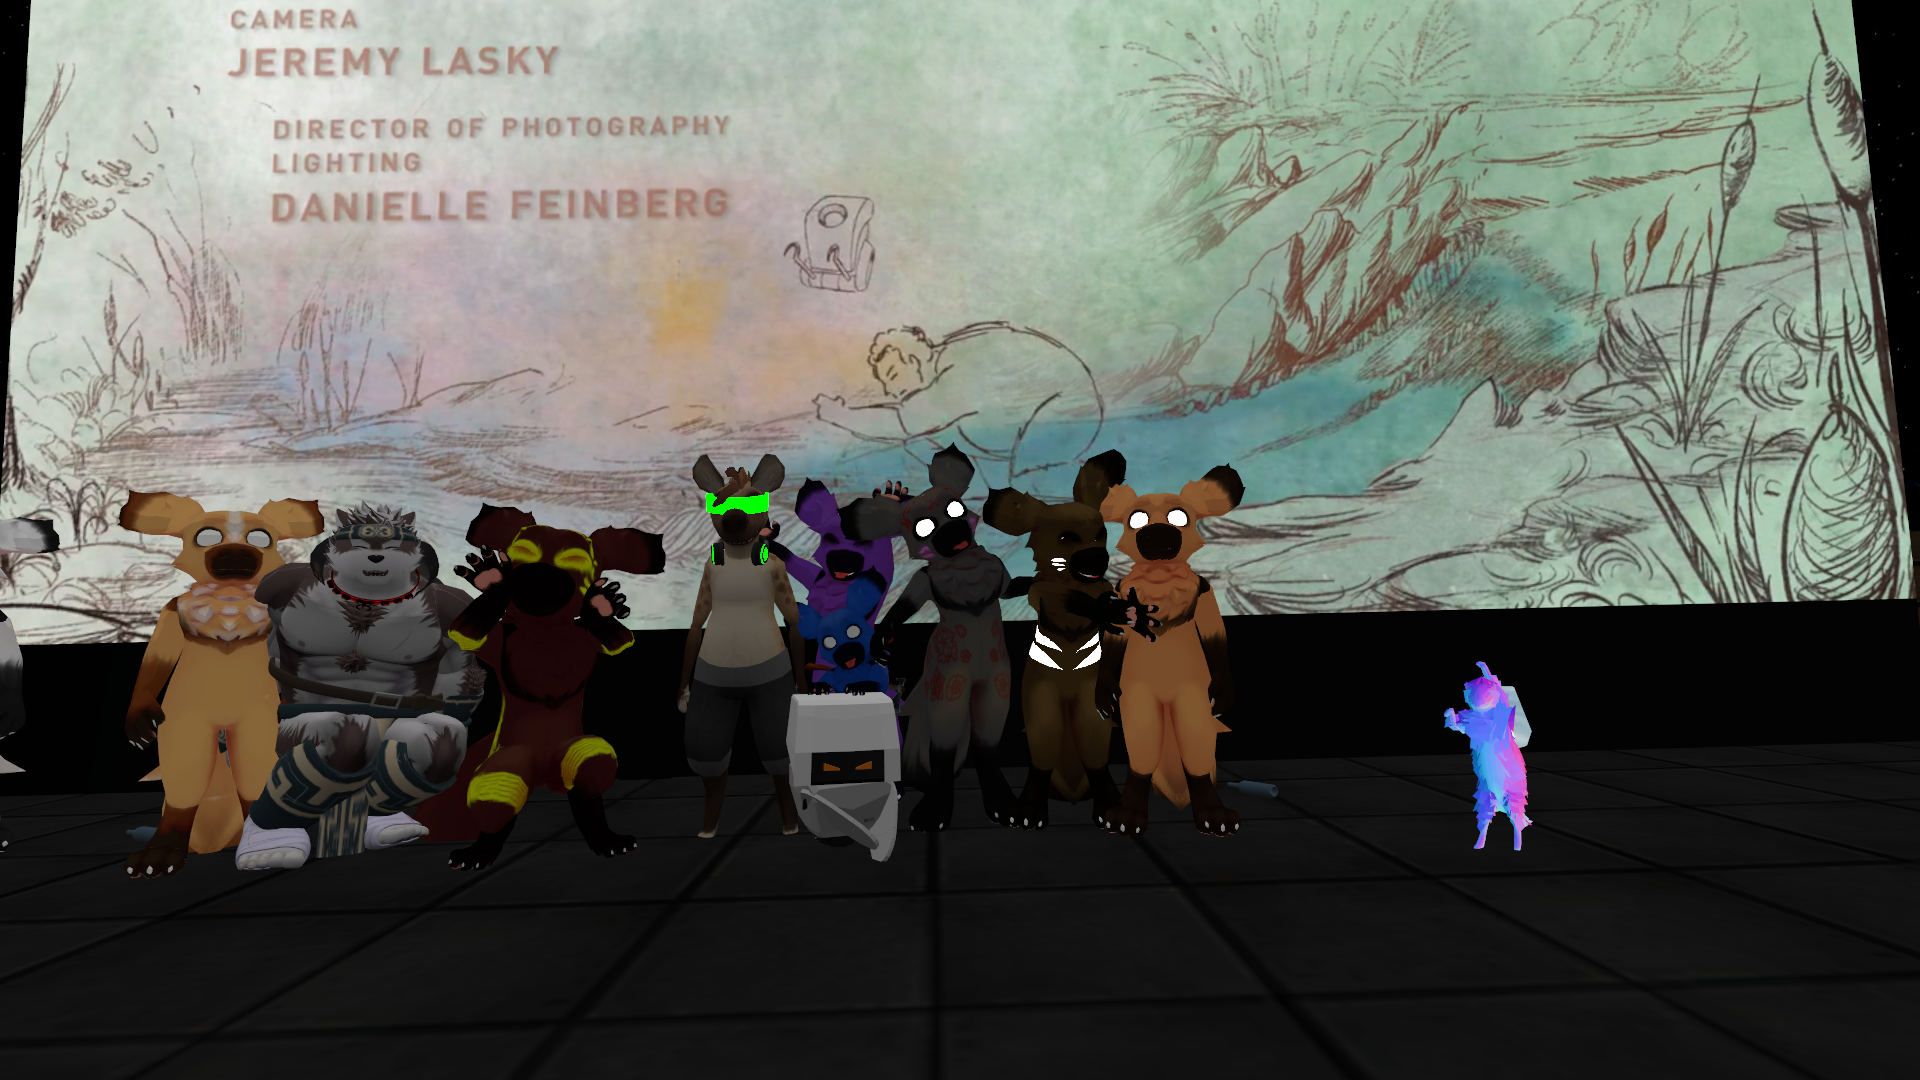 CAMERA
JEREMY LASKY
DIRECTOR OF PHOTOGRAPHY
LIGHTING
DANIELLE FEINBERG